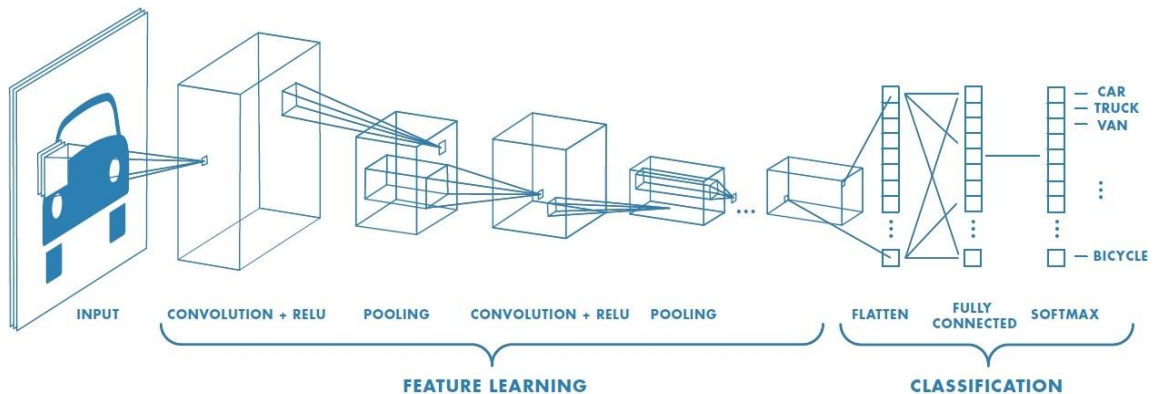 CAR
TRUCK
VAN
BICYCLE
INPUT
CONVOLUTION + RELU
POOLING
CONVOLUTION + RELU
POOLING
FLATTEN
FULLY
CONNECTED
SOFTMAX
FEATURE LEARNING
CLASSIFICATION